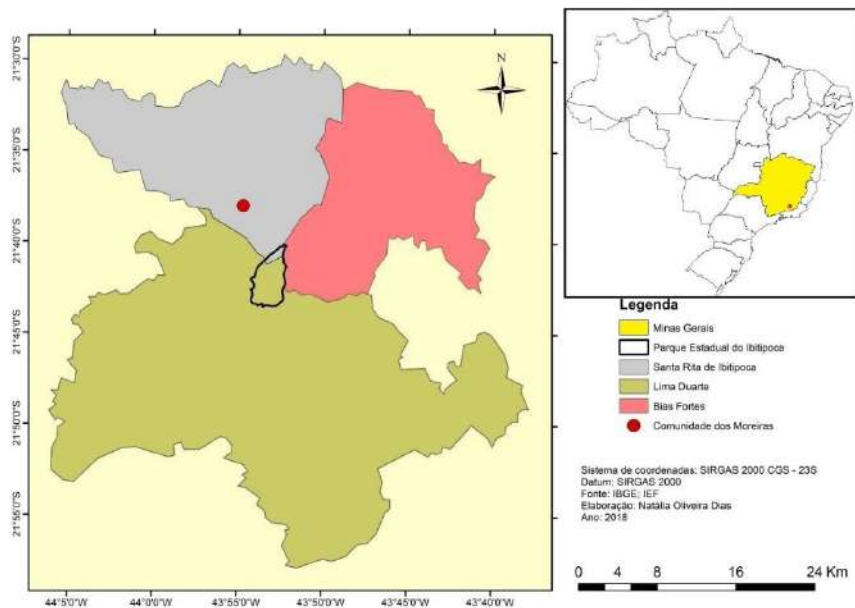 N
21°30'0"S
21°35'0"S
21°40'0"S
21°45'0"S
21°50'0"S
21°55'0"S
44°5'0"W 44°0'0"W 43°55'0"W 43°50'0"W 43°45'0"W 43°40'0"W
Legenda
Minas Gerais
Parque Estadual do Ibitipoca
Santa Rita de Ibitipoca
Lima Duarte
Bias Fortes
Comunidade dos Moreiras
Sistema de coordenadas: SIRGAS 2000 CGS - 23S
Datum: SIRGAS 2000
Fonte: IBGE; IEF
Elaboração: Natália Oliveira Dias
Ano: 2018
0 4 8 16 24 Km